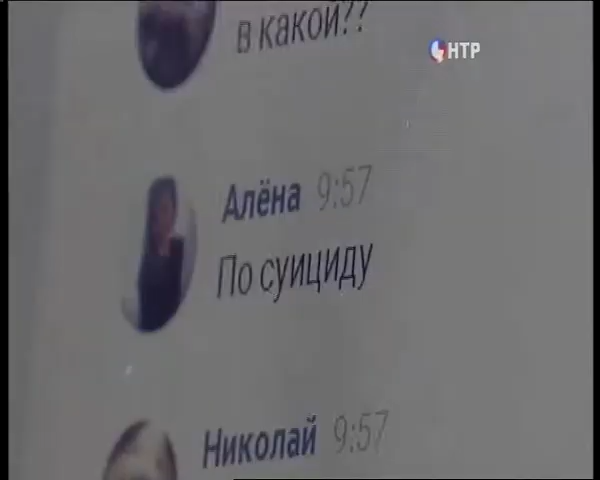 в какой??
НТР
Алёна 9:57
По суициду
Николай 9:57